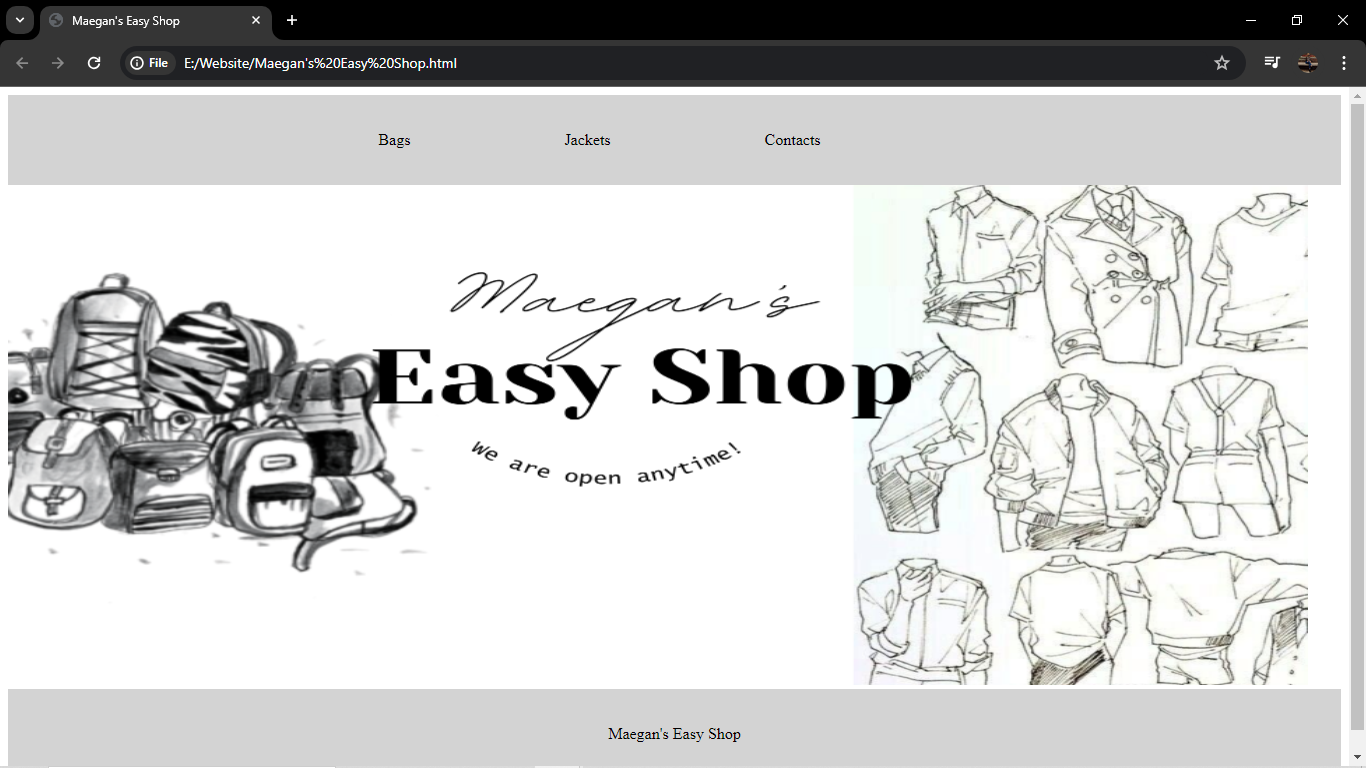 Maegan's Easy Shop
File E:/Website/Maegan's%20Easy%20Shop.html
Bags Jackets Contacts
Maegan's
Easy Shop
We are open anytime!
Maegan's Easy Shop